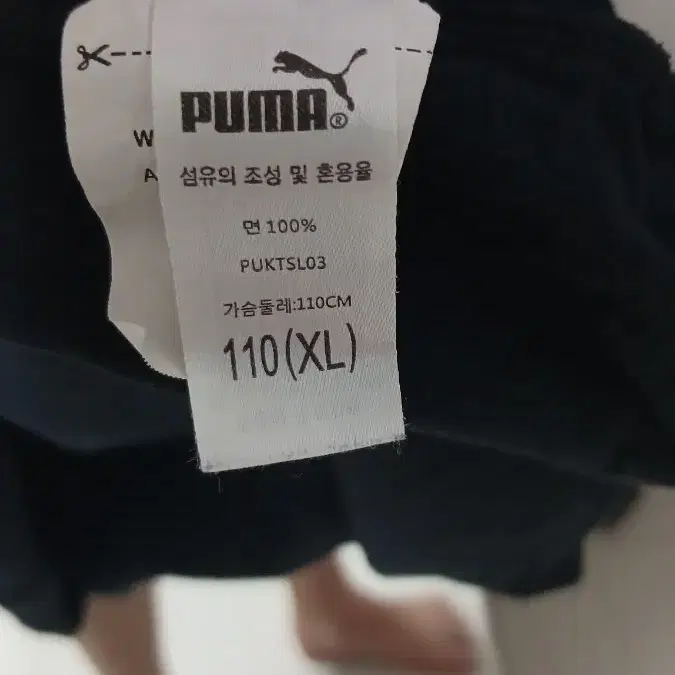 PUMA®
W
A
섬유의 조성 및 혼용율
면 100%
PUKTSL03
가슴둘레:110CM
110(XL)